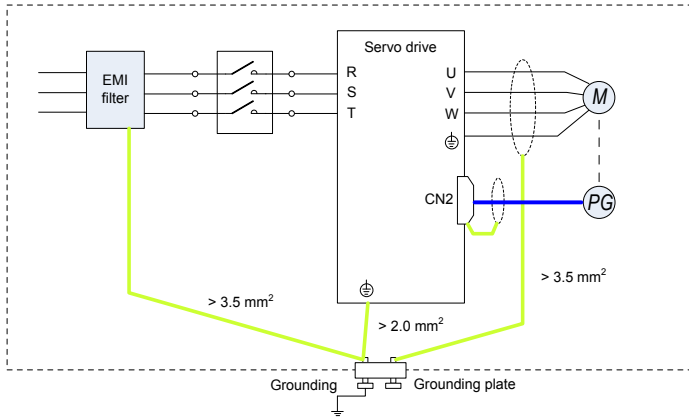 Servo drive
EMI
filter
R
S
T
U
V
W
M
CN2
PG
> 3.5 mm²
> 2.0 mm²
> 3.5 mm²
Grounding
Grounding plate